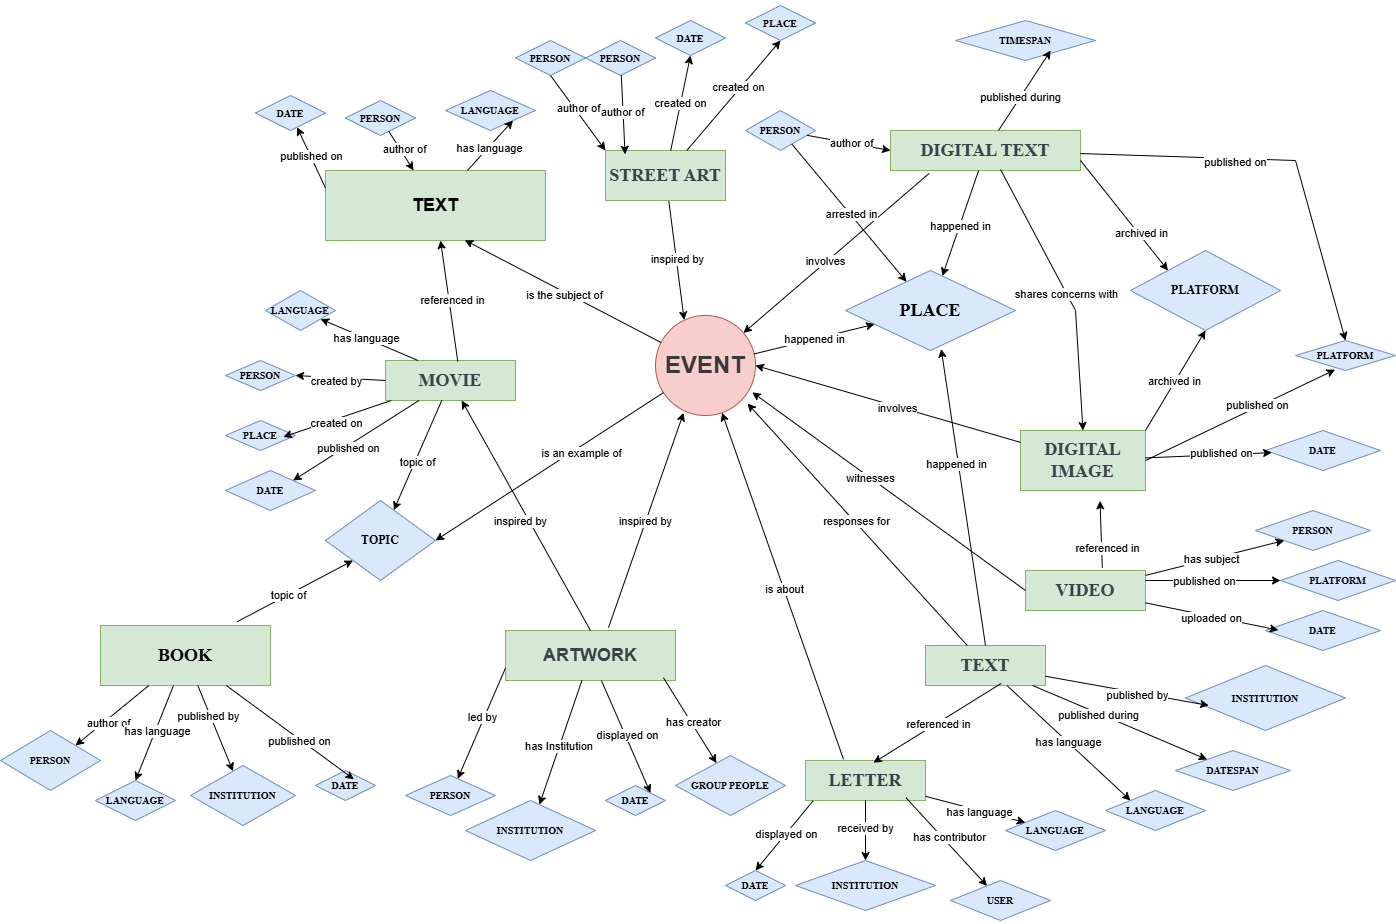 PLACE
TIMESPAN
DATE
PERSON
PERSON
created on
published during
LANGUAGE
DATE
PERSON
author of
author of
created on
PERSON
author of
DIGITAL TEXT
published on
published on
author of
has language
STREET ART
TEXT
arrested in
happened in
archived in
inspired by
involves
PLATFORM
is the subject of
shares concerns with
referenced in
LANGUAGE
PLACE
has language
happened in
EVENT
PLATFORM
PERSON
created by
MOVIE
archived in
published on
involves
created on
PLACE
published on
DIGITAL
IMAGE
published on
DATE
is an example of
topic of
happened in
witnesses
DATE
inspired by
inspired by
responses for
PERSON
TOPIC
referenced in
has subject
published on
PLATFORM
VIDEO
is about
topic of
uploaded on
DATE
BOOK
ARTWORK
TEXT
published by
INSTITUTION
author of
has language
published by
published on
led by
has Institution
displayed on
has creator
referenced in
published during
has language
PERSON
LANGUAGE
INSTITUTION
DATE
PERSON
INSTITUTION
DATE
GROUP PEOPLE
LETTER
DATESPAN
LANGUAGE
has language
LANGUAGE
displayed on
received by
has contributor
DATE
INSTITUTION
USER